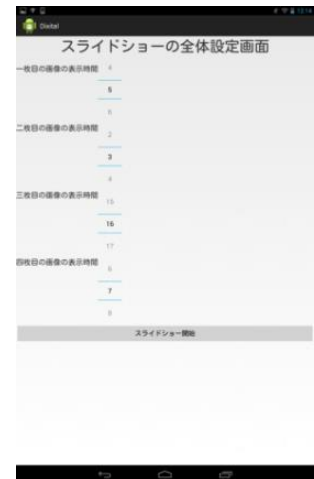 Dixital
スライドショーの全体設定画面
一枚目の画像の表示時間
4
5
6
二枚目の画像の表示時間
2
3
4
三枚目の画像の表示時間
15
16
17
四枚目の画像の表示時間
6
7
8
スライドショー開始